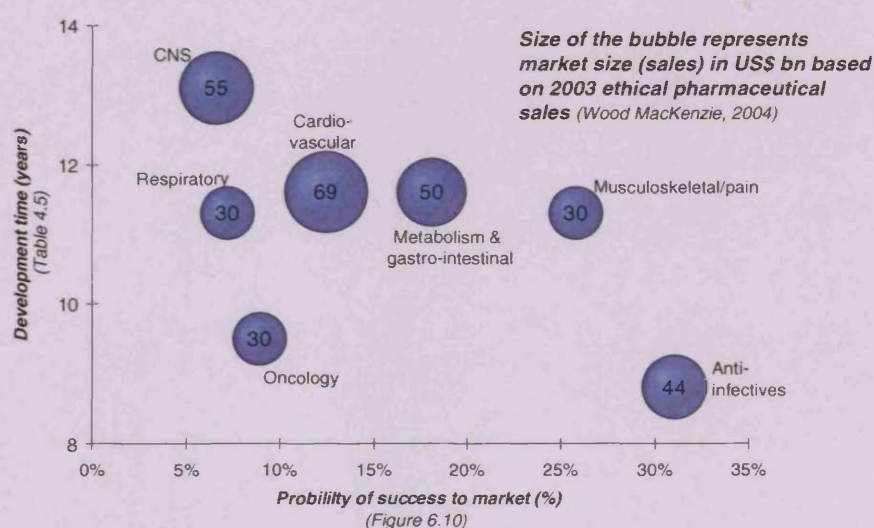 Size of the bubble represents
market size (sales) in US$ bn based
on 2003 ethical pharmaceutical
sales (Wood MacKenzie, 2004)
Development time (years)
(Table 4.5)
14
12
10
8
CNS
55
Cardio-
vascular
69
Respiratory
30
50
Metabolism &
gastro-intestinal
Musculoskeletal/pain
30
30
Oncology
Anti-
infectives
44
0%
5%
10%
15%
20%
25%
30%
35%
Probility of success to market (%)
(Figure 6.10)